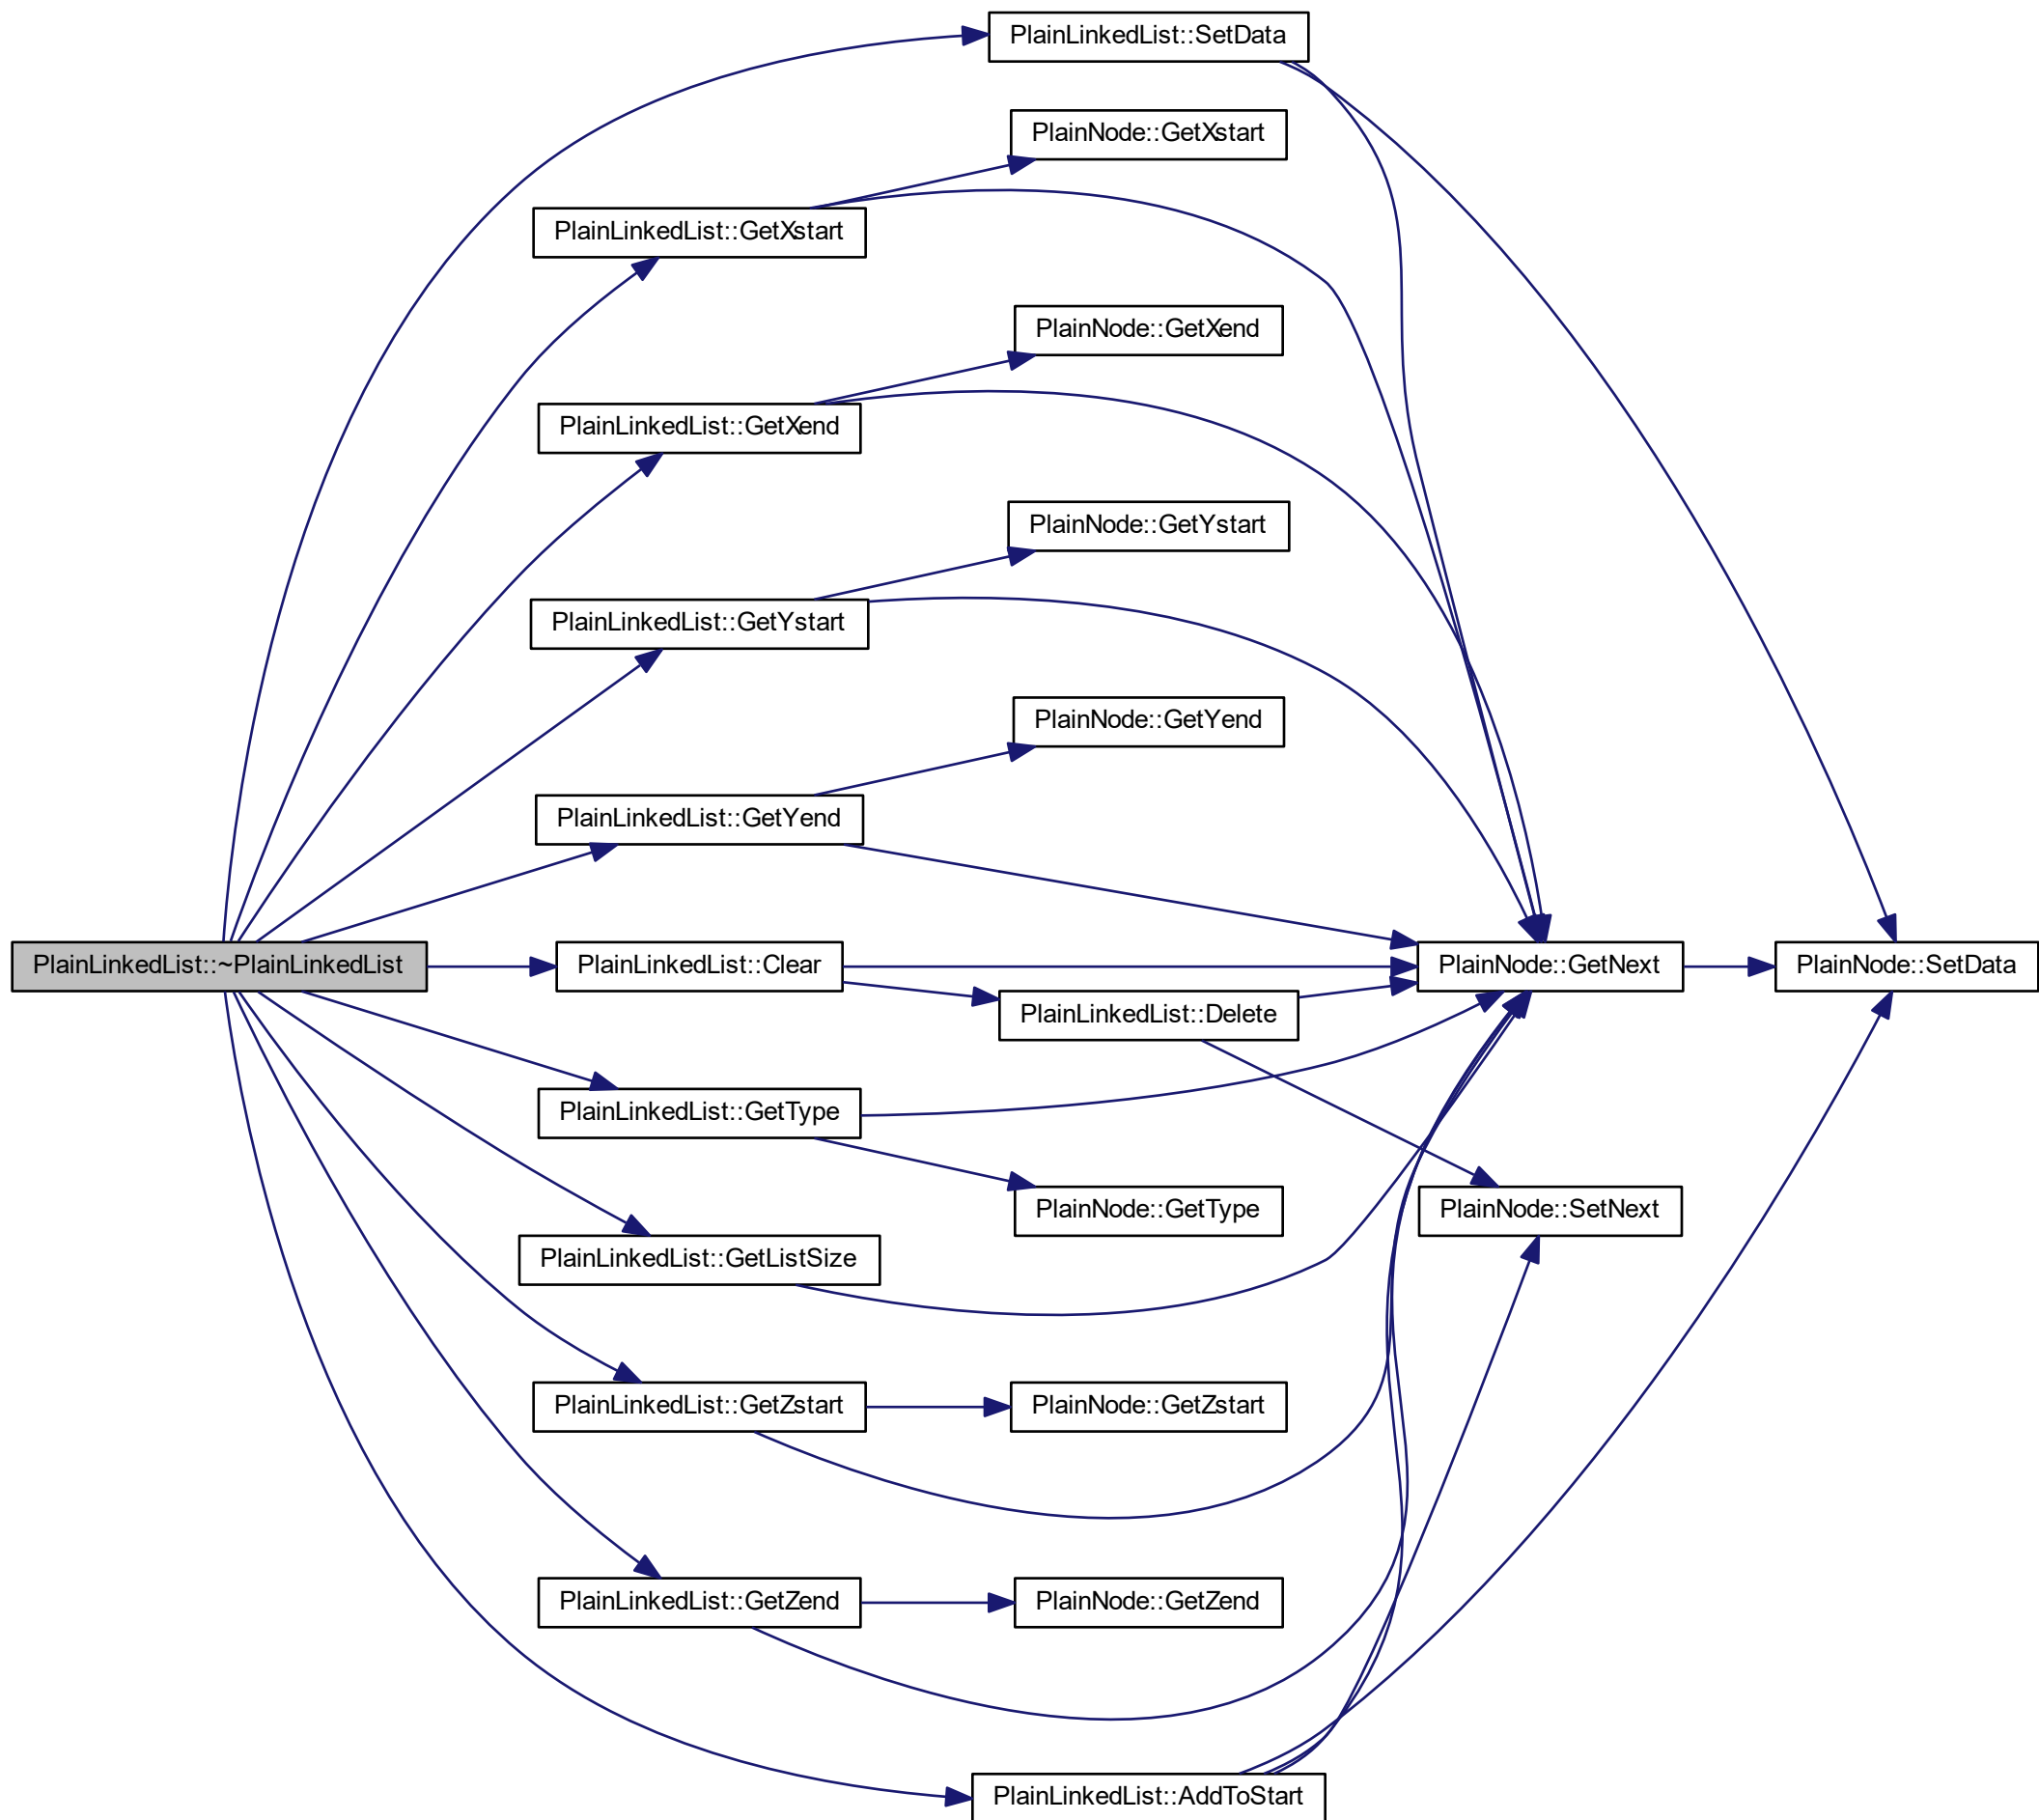 PlainLinkedList::SetData
PlainNode::GetXstart
PlainLinkedList::GetXstart
PlainNode::GetXend
PlainLinkedList::GetXend
PlainNode::GetYstart
PlainLinkedList::GetYstart
PlainNode::GetYend
PlainLinkedList::GetYend
PlainLinkedList::~PlainLinkedList
PlainLinkedList::Clear
PlainNode::GetNext
PlainNode::SetData
PlainLinkedList::Delete
PlainLinkedList::GetType
PlainNode::GetType
PlainNode::SetNext
PlainLinkedList::GetListSize
PlainLinkedList::GetZstart
PlainNode::GetZstart
PlainLinkedList::GetZend
PlainNode::GetZend
PlainLinkedList::AddToStart